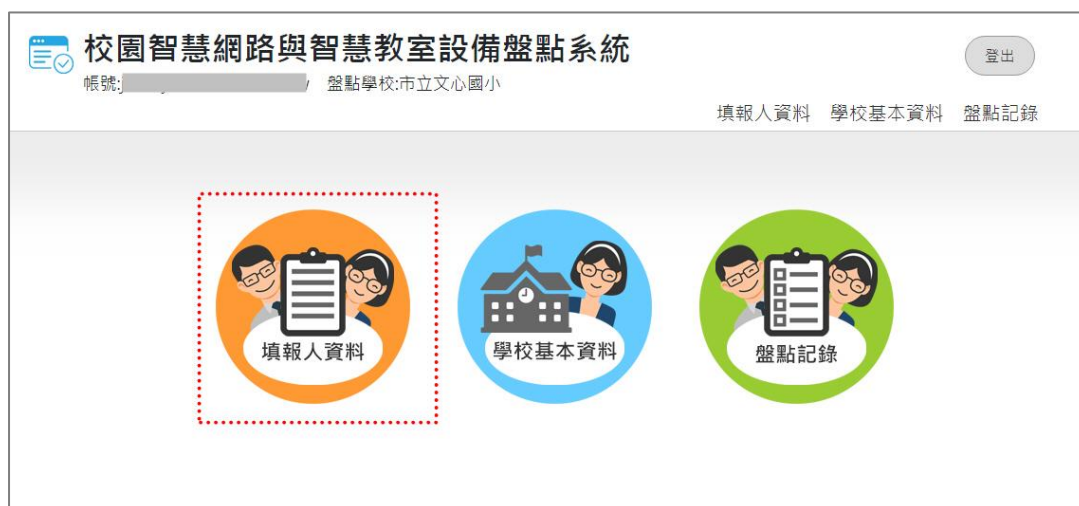 校園智慧網路與智慧教室設備盤點系統
登出
帳號: 盤點學校:市立文心國小
填報人資料 學校基本資料 盤點記錄
填報人資料 學校基本資料 盤點記錄